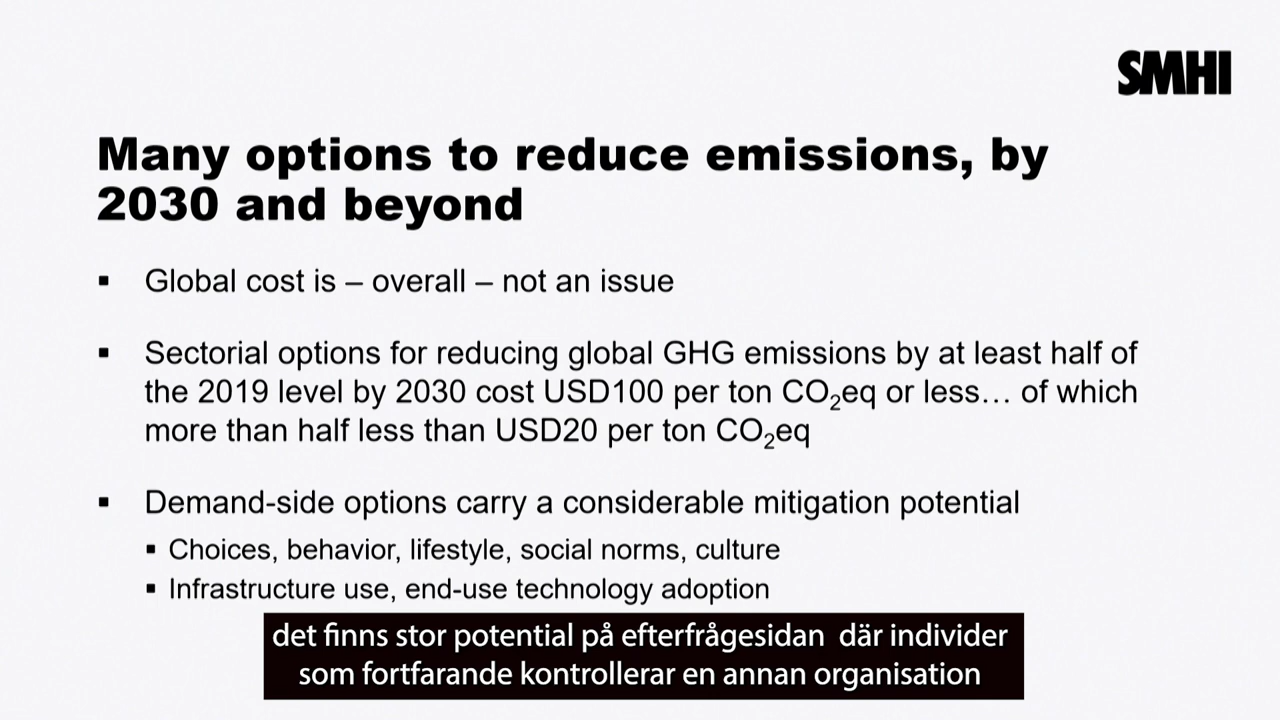 SMHI
Many options to reduce emissions, by
2030 and beyond
▪ Global cost is – overall – not an issue
▪ Sectorial options for reducing global GHG emissions by at least half of
the 2019 level by 2030 cost USD100 per ton CO₂eq or less… of which
more than half less than USD20 per ton CO₂eq
▪ Demand-side options carry a considerable mitigation potential
▪ Choices, behavior, lifestyle, social norms, culture
▪ Infrastructure use, end-use technology adoption
det finns stor potential på efterfrågesidan där individer
som fortfarande kontrollerar en annan organisation